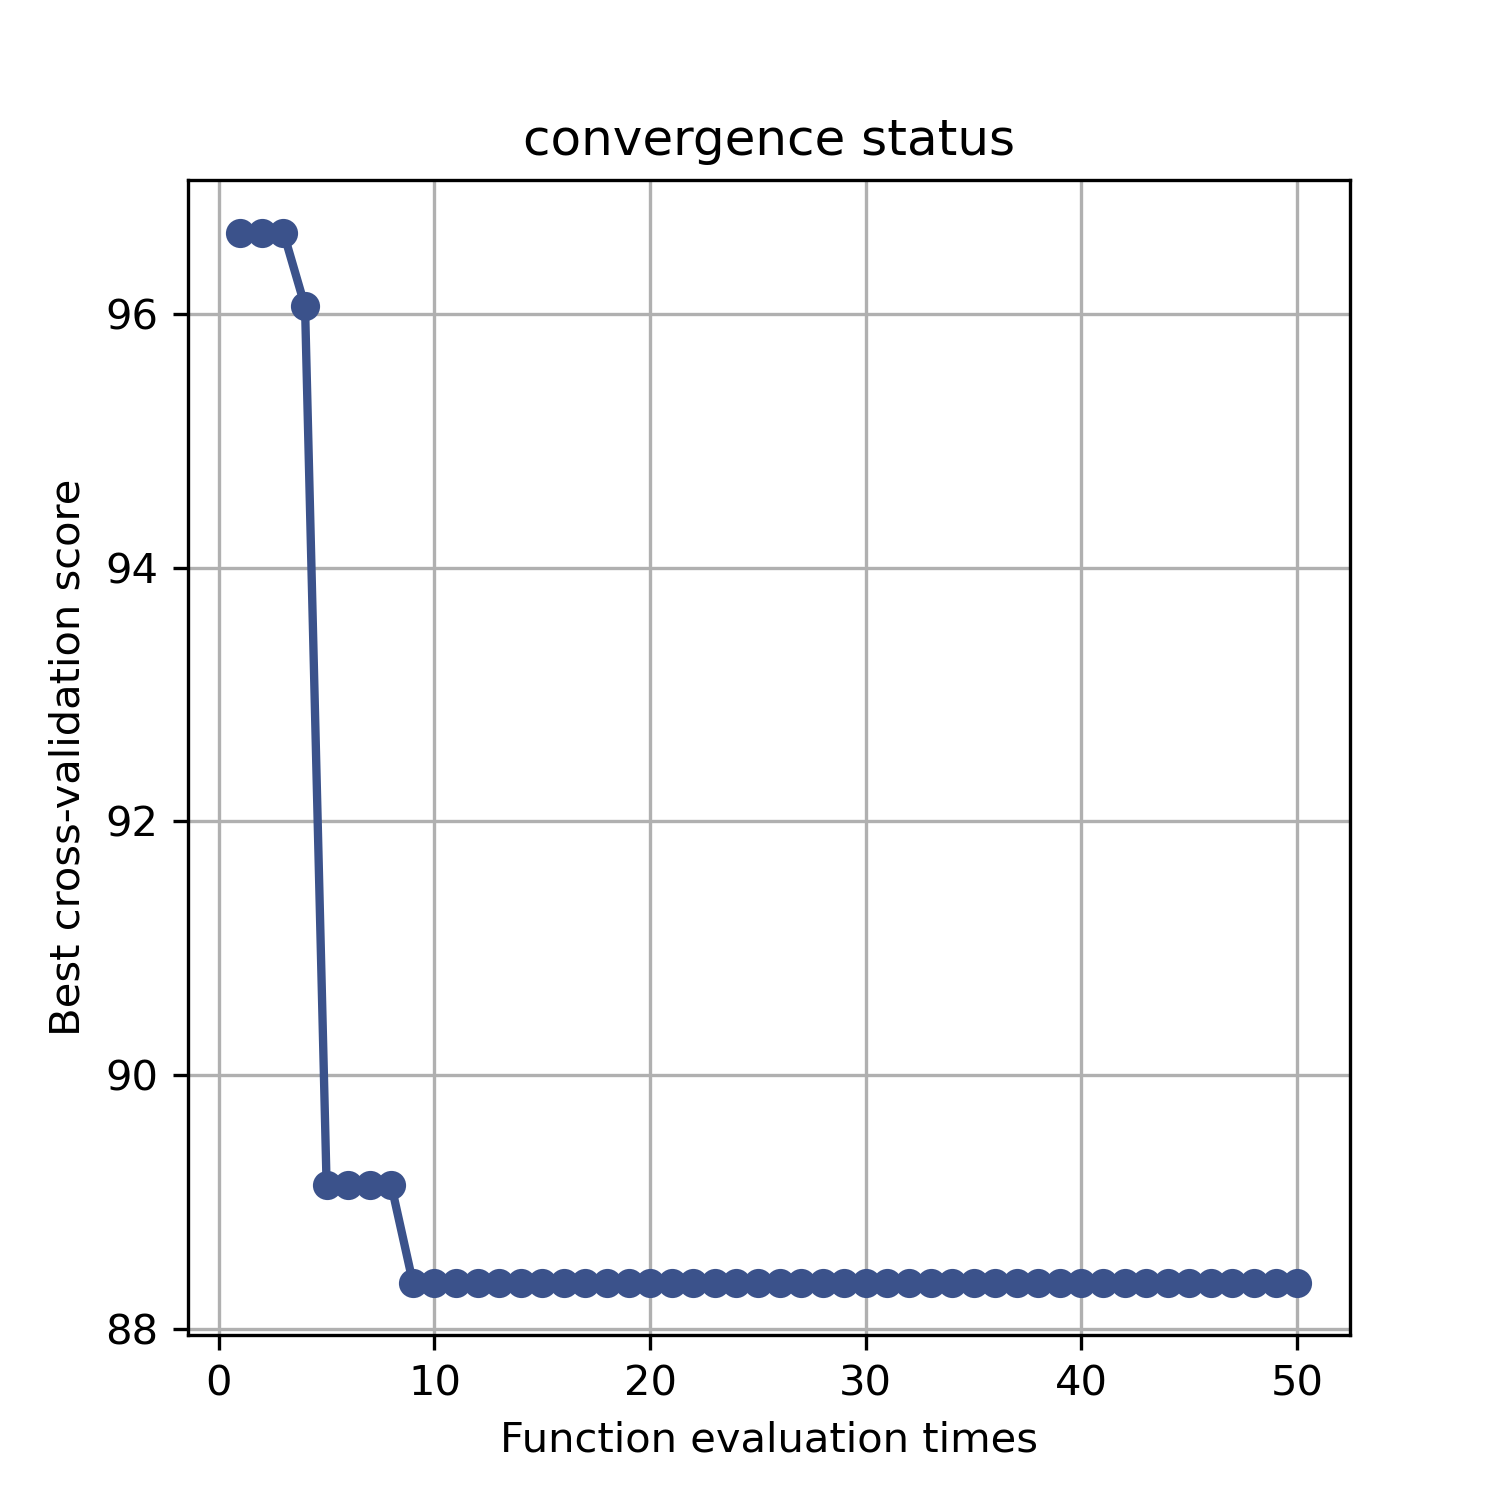 convergence status
Best cross-validation score
96
94
92
90
88
0 10 20 30 40 50
Function evaluation times